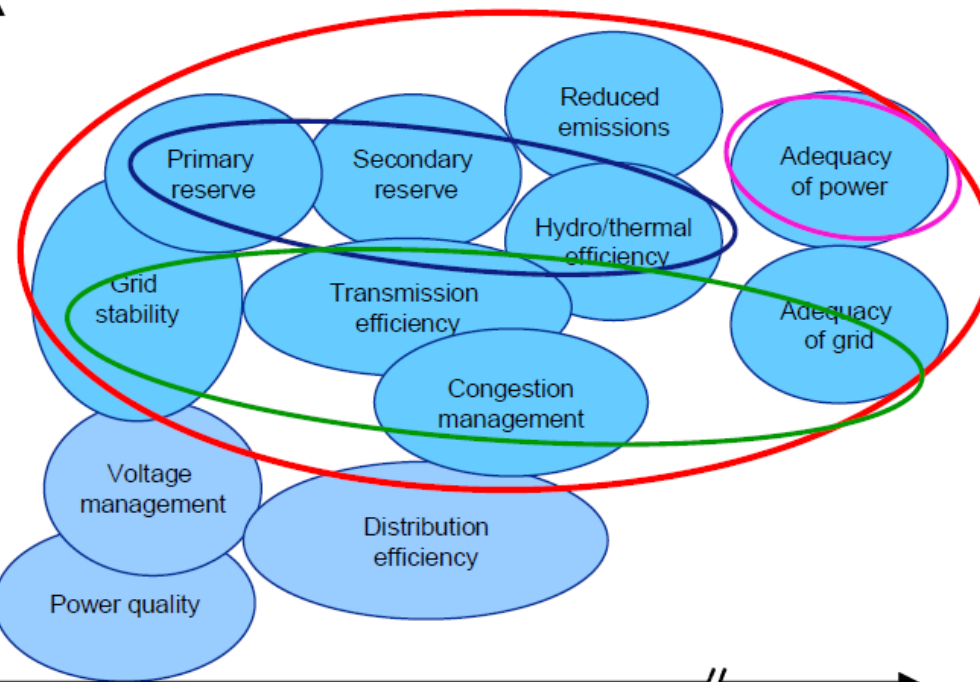 Reduced
emissions
Primary
reserve
Secondary
reserve
Adequacy
of power
Hydro/thermal
efficiency
Grid
stability
Transmission
efficiency
Adequacy
of grid
Congestion
management
Voltage
management
Distribution
efficiency
Power quality